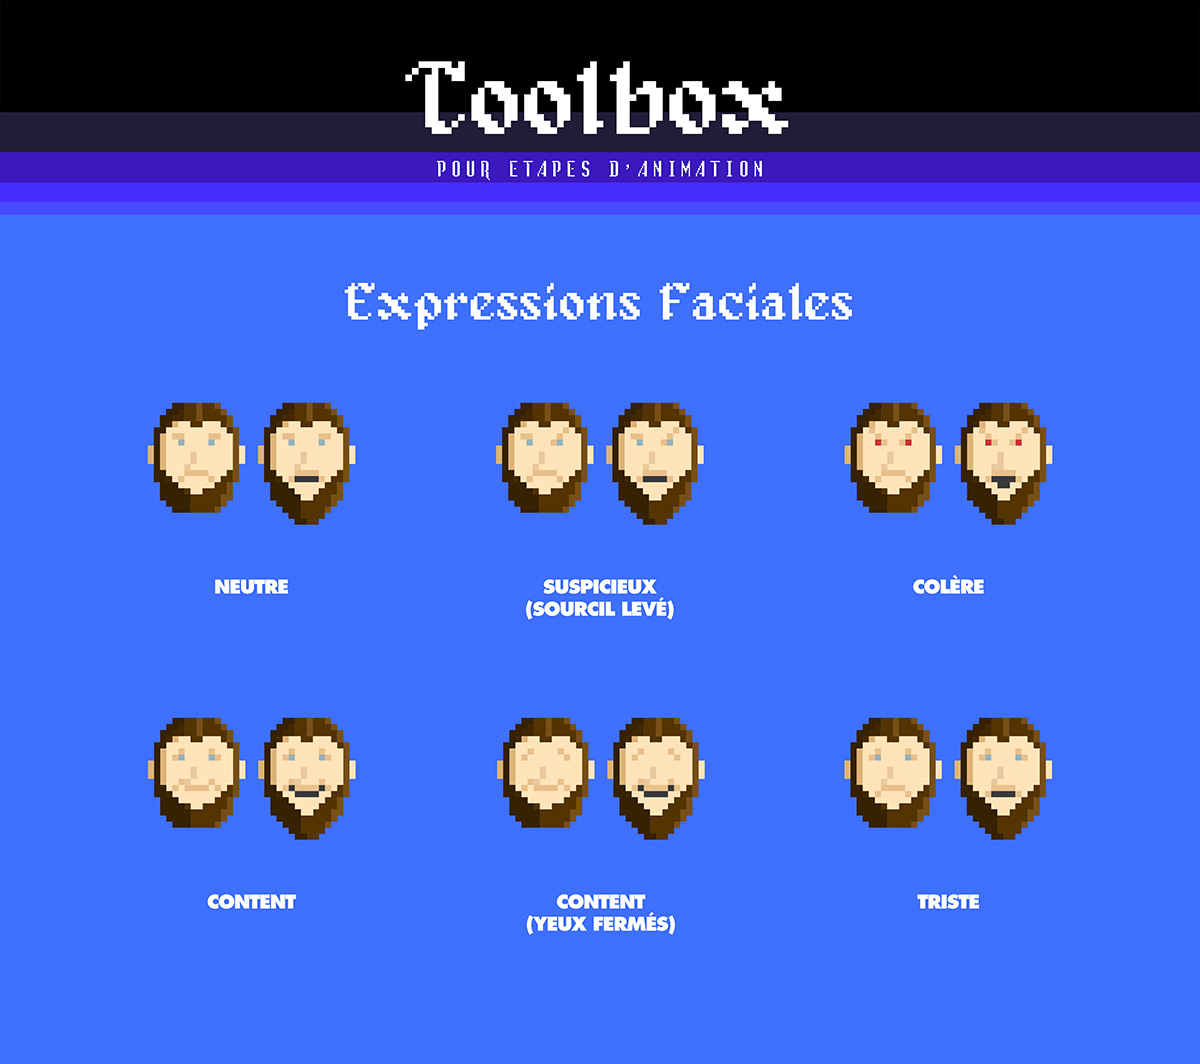 Toolbox
POUR ETAPES D'ANIMATION
Expressions Faciales
NEUTRE
SUSPICIEUX
(SOURCIL LEVÉ)
COLÈRE
CONTENT
CONTENT
(YEUX FERMÉS)
TRISTE